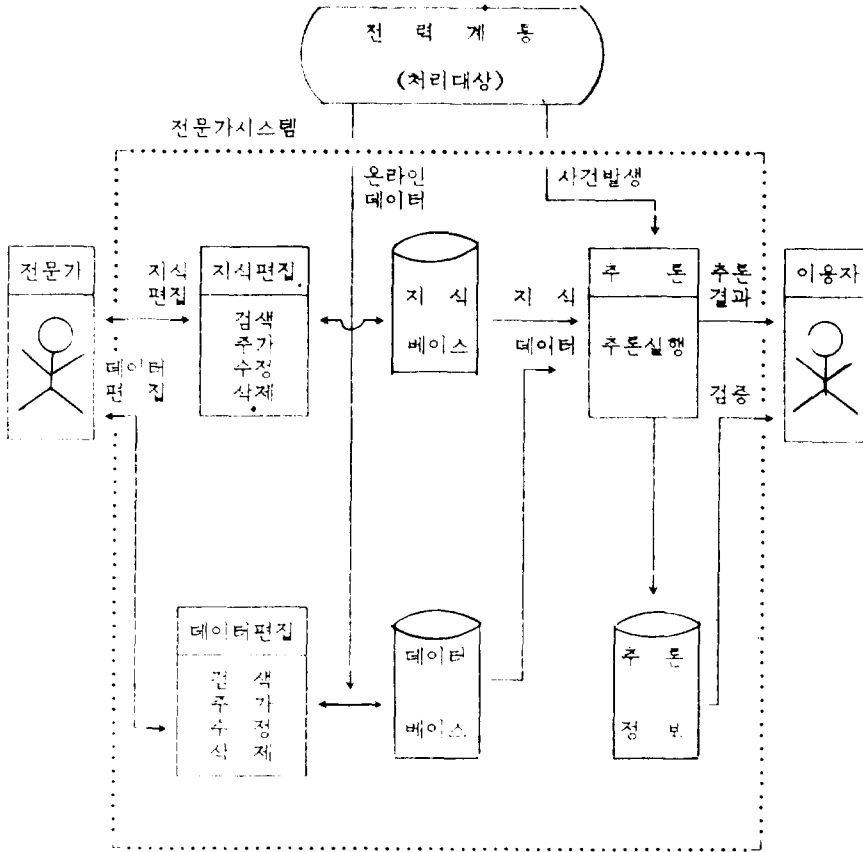 전 력 계 통
(처리대상)
전문가시스템
온라인
데이터
사건발생
전문가
지식
편집
지식편집
검색
추가
수정
삭제
지 식
베이스
지 식
데이터
추 론
추론실행
추론
결과
이용자
데이터
편 집
검증
데이터편집
검 색
추 가
수 정
삭 제
데이터
베이스
추 론
정 보